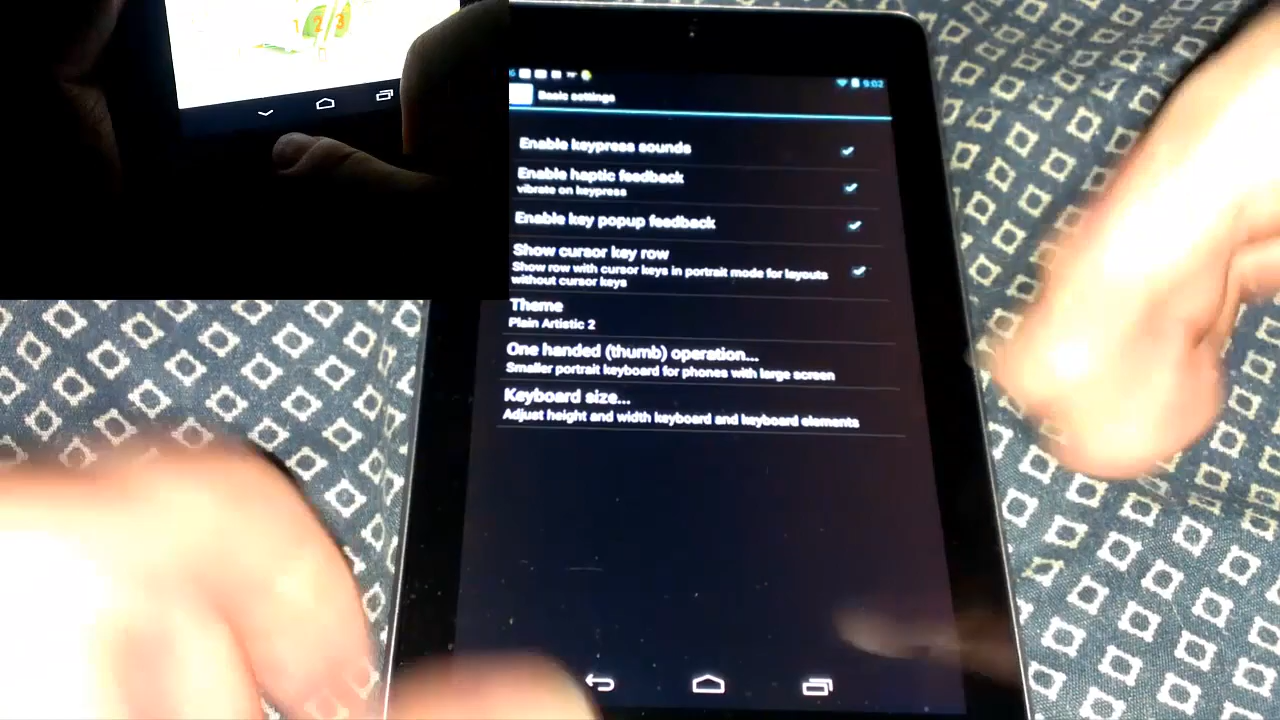 1 2 3
9:02
Basic settings
Enable keypress sounds
Enable haptic feedback
vibrate on keypress
Enable key popup feedback
Show cursor key row
Show row with cursor keys in portrait mode for layouts
without cursor keys
Theme
Plain Artistic 2
One handed (thumb) operation...
Smaller portrait keyboard for phones with large screen
Keyboard size...
Adjust height and width keyboard and keyboard elements